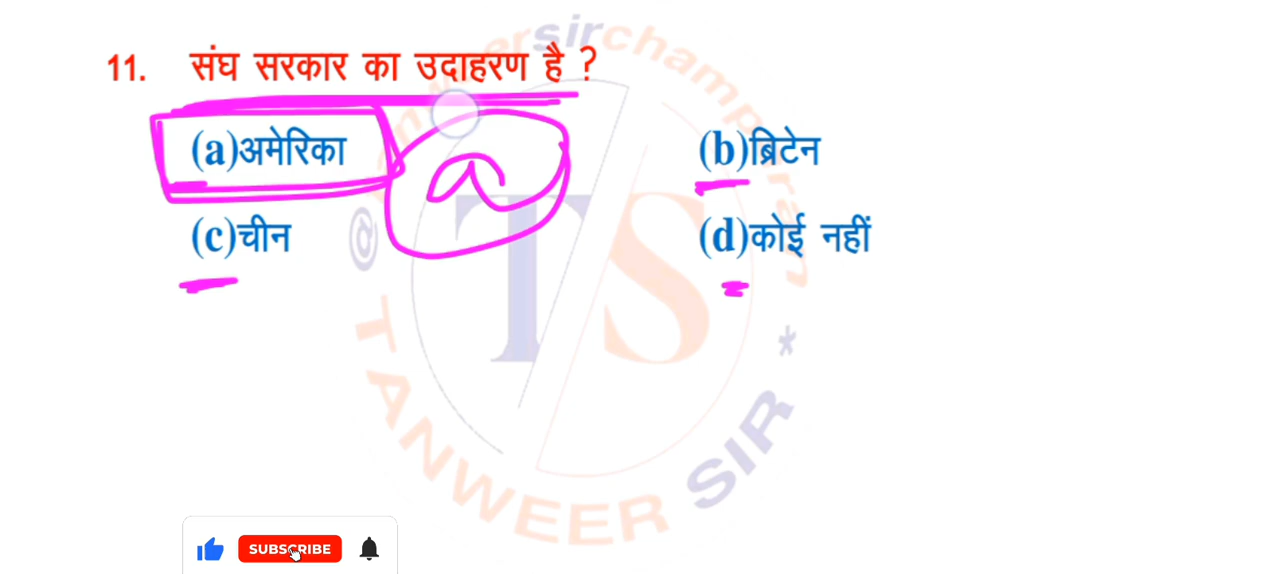 11. संघ सरकार का उदाहरण है ?
(a)अमेरिका (b)ब्रिटेन
(c)चीन (d)कोई नहीं
TS
@ TANWEER SIR *
SUBSCRIBE